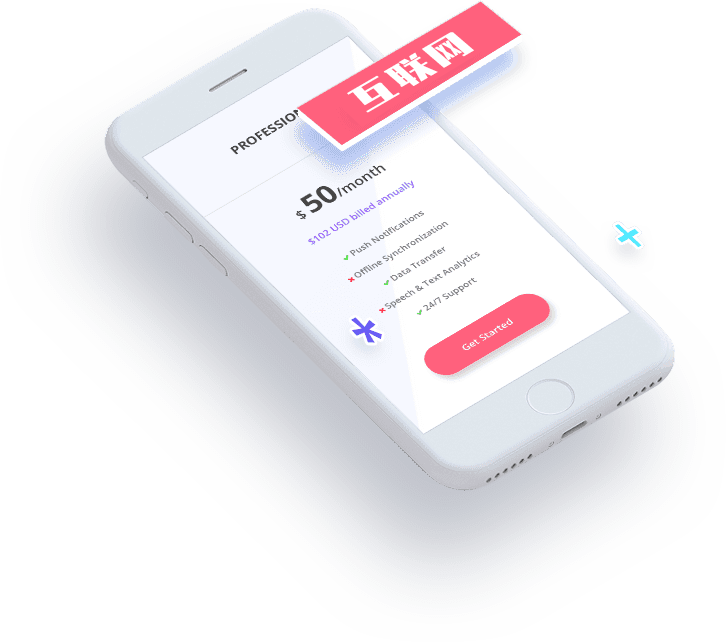 互联网
PROFESSION
$50/month
$102 USD billed annually
Push Notifications
Offline Synchronization
Data Transfer
Speech & Text Analytics
24/7 Support
Get Started